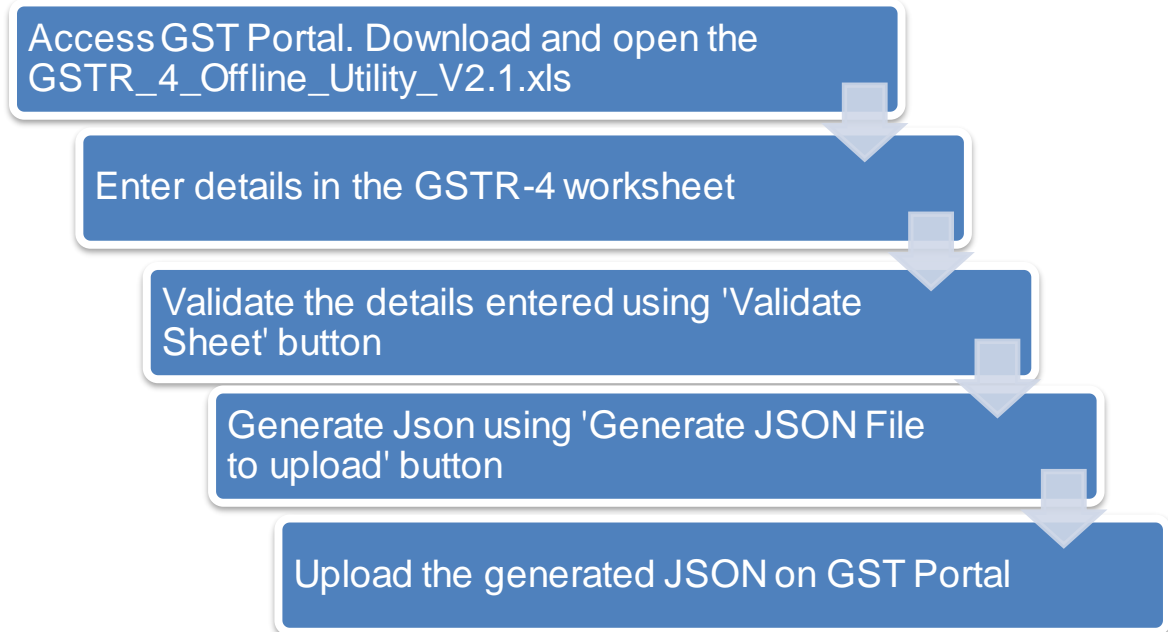 Access GST Portal. Download and open the
GSTR_4_Offline_Utility_V2.1.xls
Enter details in the GSTR-4 worksheet
Validate the details entered using 'Validate
Sheet' button
Generate Json using 'Generate JSON File
to upload' button
Upload the generated JSON on GST Portal